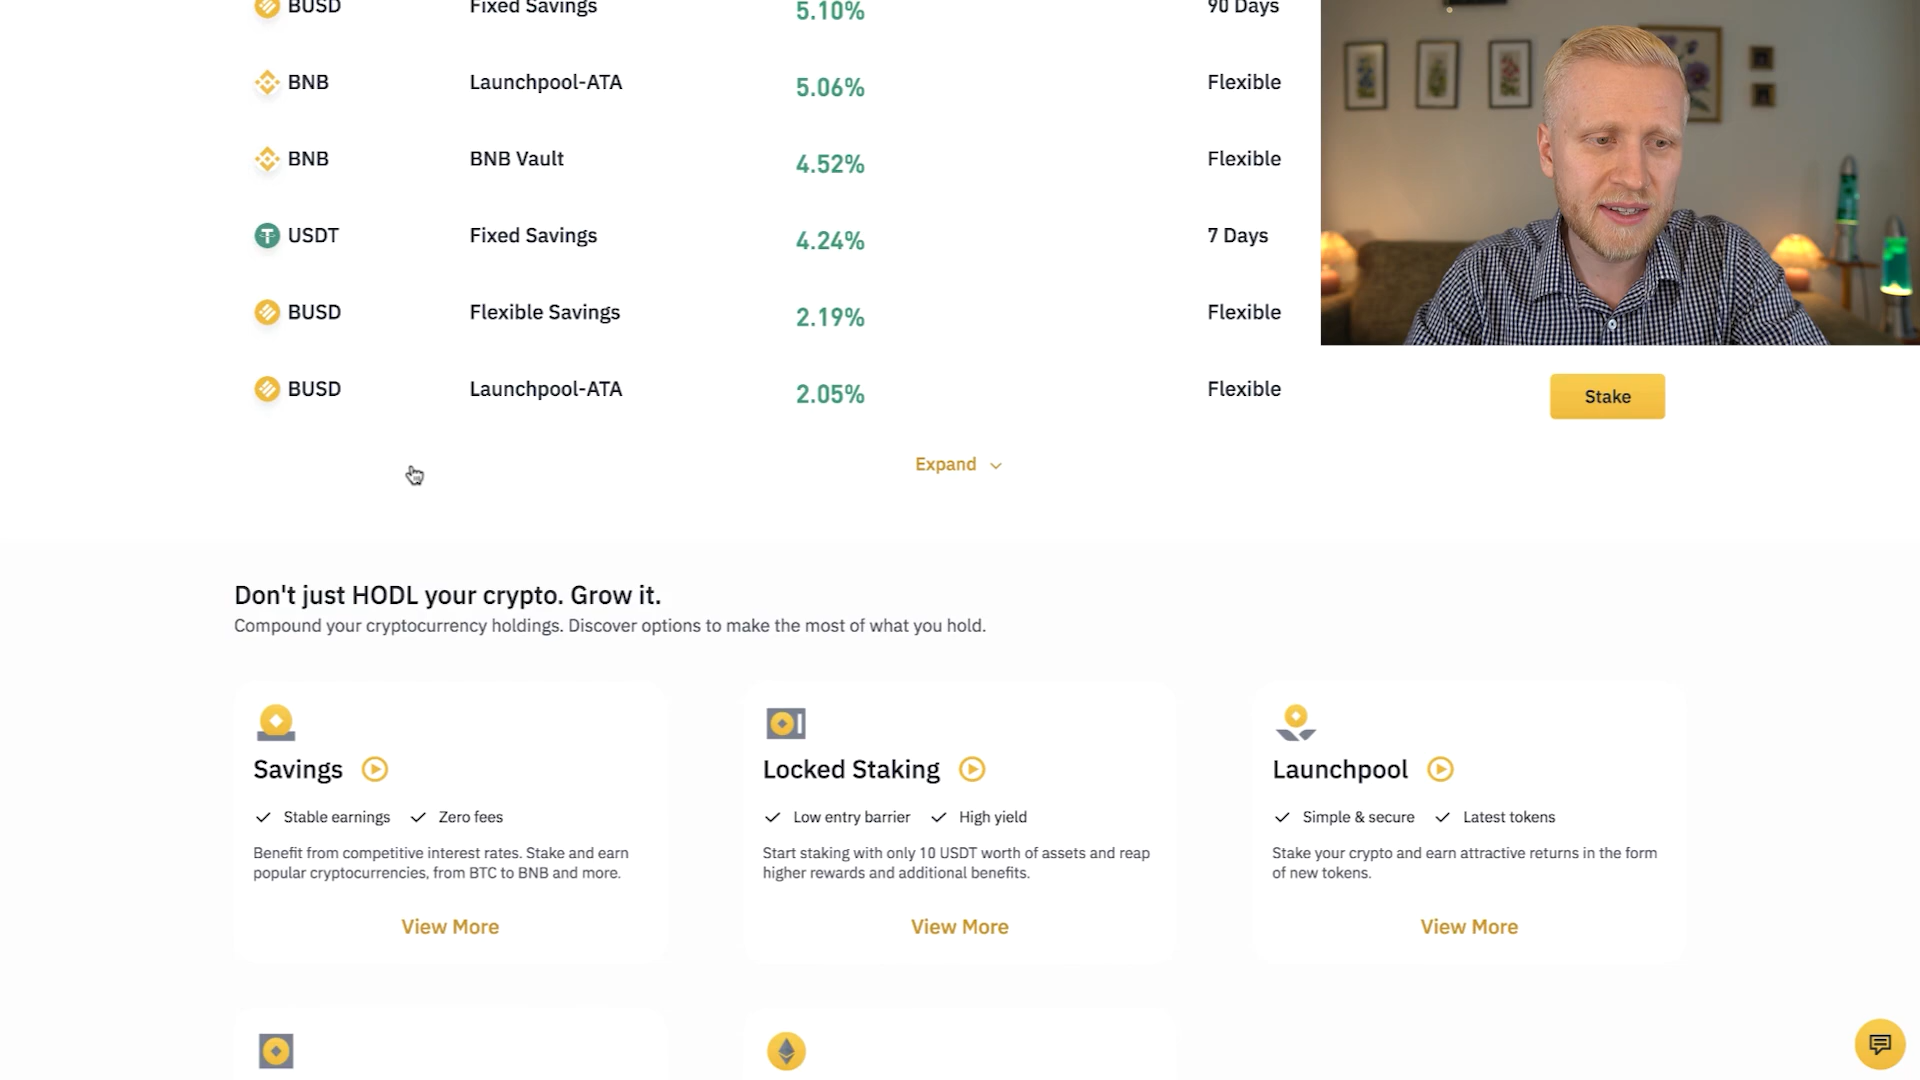 BUSD Fixed Savings 5.10% 90 Days
BNB Launchpool-ATA 5.06% Flexible
BNB BNB Vault 4.52% Flexible
USDT Fixed Savings 4.24% 7 Days
BUSD Flexible Savings 2.19% Flexible
BUSD Launchpool-ATA 2.05% Flexible Stake
Expand
Don't just HODL your crypto. Grow it.
Compound your cryptocurrency holdings. Discover options to make the most of what you hold.
Savings
Stable earnings Zero fees
Benefit from competitive interest rates. Stake and earn
popular cryptocurrencies, from BTC to BNB and more.
View More
Locked Staking
Low entry barrier High yield
Start staking with only 10 USDT worth of assets and reap
higher rewards and additional benefits.
View More
Launchpool
Simple & secure Latest tokens
Stake your crypto and earn attractive returns in the form
of new tokens.
View More